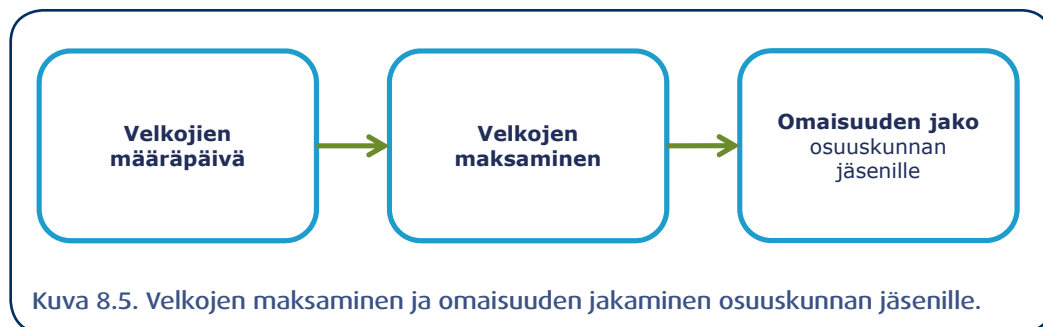 Velkojien
määräpäivä
Velkojen
maksaminen
Omaisuuden jako
osuuskunnan
jäsenille
Kuva 8.5. Velkojen maksaminen ja omaisuuden jakaminen osuuskunnan jäsenille.